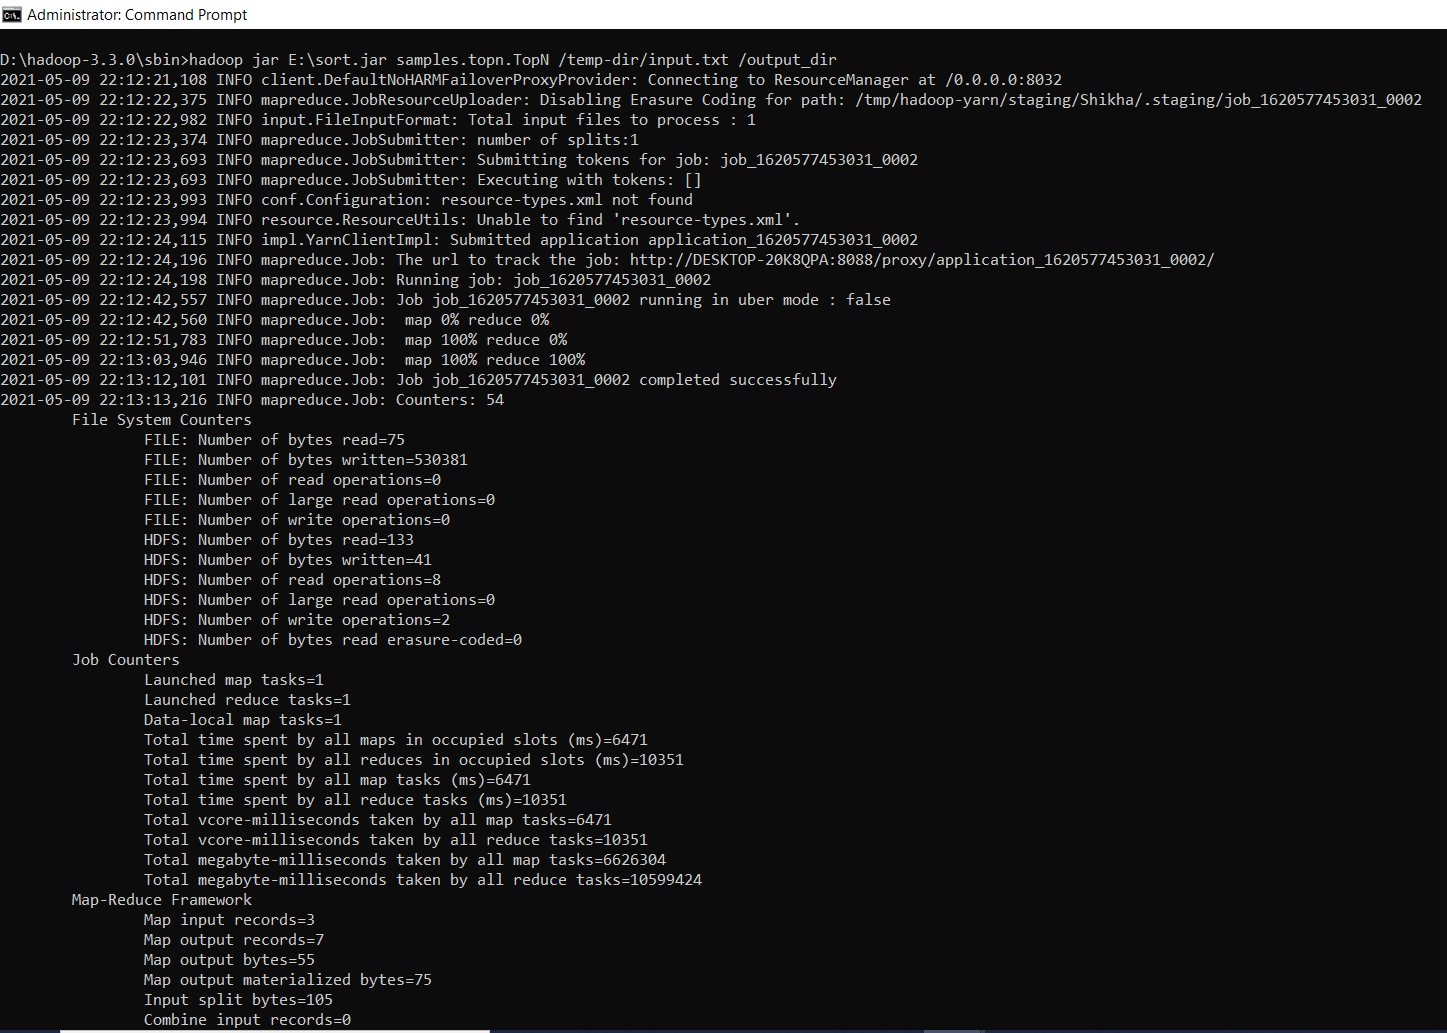 Administrator: Command Prompt
D:\hadoop-3.3.0\sbin>hadoop jar E:\sort.jar samples.topn.TopN /temp-dir/input.txt /output_dir
2021-05-09 22:12:21,108 INFO client.DefaultNoHARMFailoverProxyProvider: Connecting to ResourceManager at /0.0.0.0:8032
2021-05-09 22:12:22,375 INFO mapreduce.JobResourceUploader: Disabling Erasure Coding for path: /tmp/hadoop-yarn/staging/Shikha/.staging/job_1620577453031_0002
2021-05-09 22:12:22,982 INFO input.FileInputFormat: Total input files to process : 1
2021-05-09 22:12:23,374 INFO mapreduce.JobSubmitter: number of splits:1
2021-05-09 22:12:23,693 INFO mapreduce.JobSubmitter: Submitting tokens for job: job_1620577453031_0002
2021-05-09 22:12:23,693 INFO mapreduce.JobSubmitter: Executing with tokens: []
2021-05-09 22:12:23,993 INFO conf.Configuration: resource-types.xml not found
2021-05-09 22:12:23,994 INFO resource.ResourceUtils: Unable to find 'resource-types.xml'.
2021-05-09 22:12:24,115 INFO impl.YarnClientImpl: Submitted application application_1620577453031_0002
2021-05-09 22:12:24,196 INFO mapreduce.Job: The url to track the job: http://DESKTOP-20K8QPA:8088/proxy/application_1620577453031_0002/
2021-05-09 22:12:24,198 INFO mapreduce.Job: Running job: job_1620577453031_0002
2021-05-09 22:12:42,557 INFO mapreduce.Job: Job job_1620577453031_0002 running in uber mode : false
2021-05-09 22:12:42,560 INFO mapreduce.Job:  map 0% reduce 0%
2021-05-09 22:12:51,783 INFO mapreduce.Job:  map 100% reduce 0%
2021-05-09 22:13:03,946 INFO mapreduce.Job:  map 100% reduce 100%
2021-05-09 22:13:12,101 INFO mapreduce.Job: Job job_1620577453031_0002 completed successfully
2021-05-09 22:13:13,216 INFO mapreduce.Job: Counters: 54
File System Counters
FILE: Number of bytes read=75
FILE: Number of bytes written=530381
FILE: Number of read operations=0
FILE: Number of large read operations=0
FILE: Number of write operations=0
HDFS: Number of bytes read=133
HDFS: Number of bytes written=41
HDFS: Number of read operations=8
HDFS: Number of large read operations=0
HDFS: Number of write operations=2
HDFS: Number of bytes read erasure-coded=0
Job Counters
Launched map tasks=1
Launched reduce tasks=1
Data-local map tasks=1
Total time spent by all maps in occupied slots (ms)=6471
Total time spent by all reduces in occupied slots (ms)=10351
Total time spent by all map tasks (ms)=6471
Total time spent by all reduce tasks (ms)=10351
Total vcore-milliseconds taken by all map tasks=6471
Total vcore-milliseconds taken by all reduce tasks=10351
Total megabyte-milliseconds taken by all map tasks=6626304
Total megabyte-milliseconds taken by all reduce tasks=10599424
Map-Reduce Framework
Map input records=3
Map output records=7
Map output bytes=55
Map output materialized bytes=75
Input split bytes=105
Combine input records=0